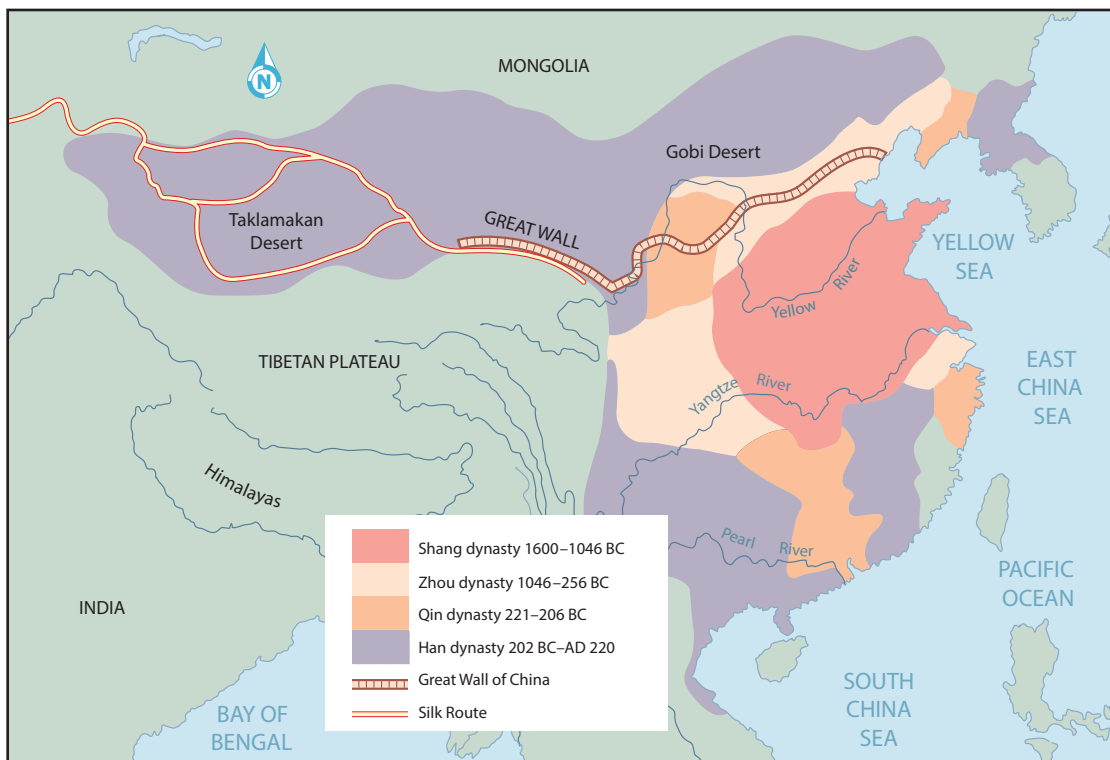 MONGOLIA
N
Gobi Desert
Taklamakan
Desert
GREAT WALL
YELLOW
SEA
Yellow River
TIBETAN PLATEAU
EAST
CHINA
SEA
Yangtze River
Himalayas
Pearl River
INDIA
PACIFIC
OCEAN
BAY OF
BENGAL
SOUTH
CHINA
SEA
Shang dynasty 1600–1046 BC
Zhou dynasty 1046–256 BC
Qin dynasty 221–206 BC
Han dynasty 202 BC–AD 220
Great Wall of China
Silk Route